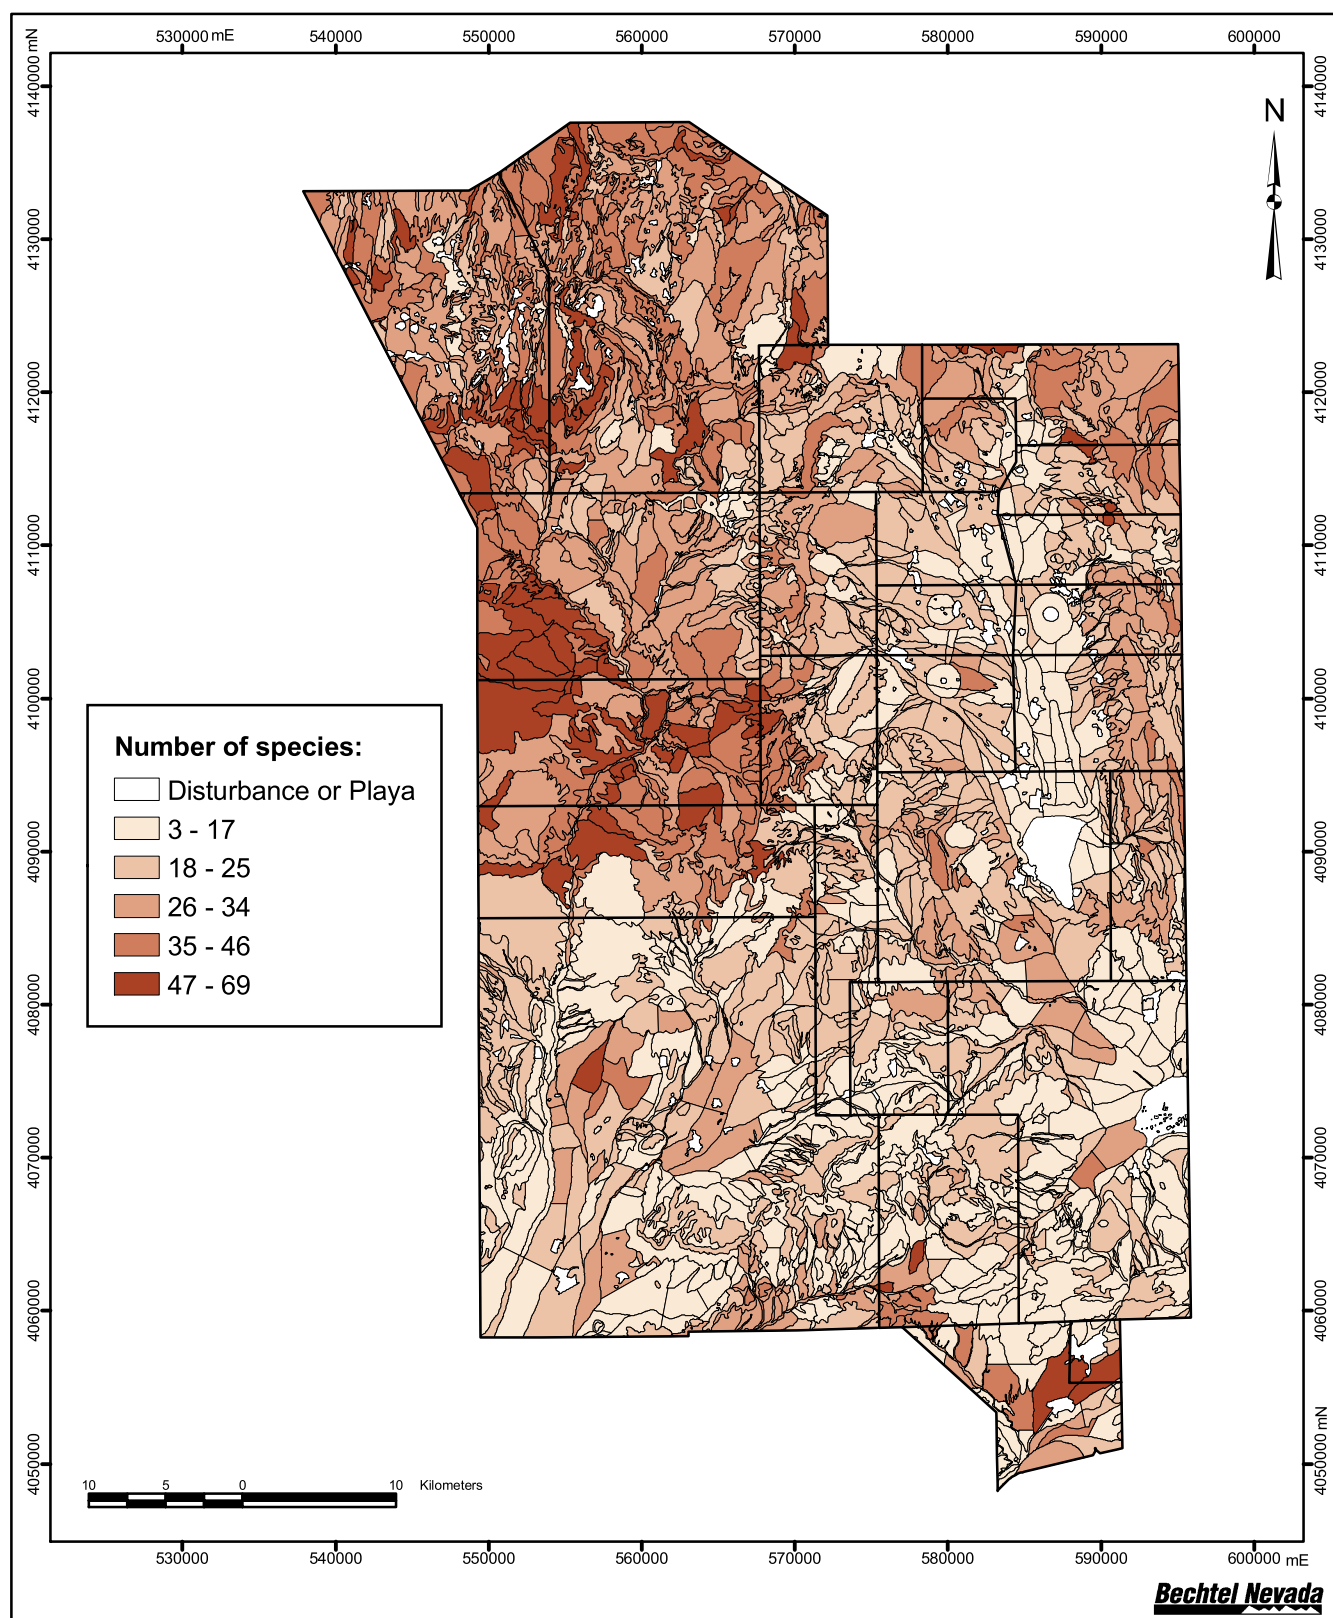 530000 mE 540000 550000 560000 570000 580000 590000 600000
4140000 mN
4130000
4120000
4110000
4100000
4090000
4080000
4070000
4060000
4050000
N
4140000
4130000
4120000
4110000
4100000
4090000
4080000
4070000
4060000
4050000 mN
Number of species:
Disturbance or Playa
3 - 17
18 - 25
26 - 34
35 - 46
47 - 69
10 5 0 10 Kilometers
530000 540000 550000 560000 570000 580000 590000 600000 mE
Bechtel Nevada